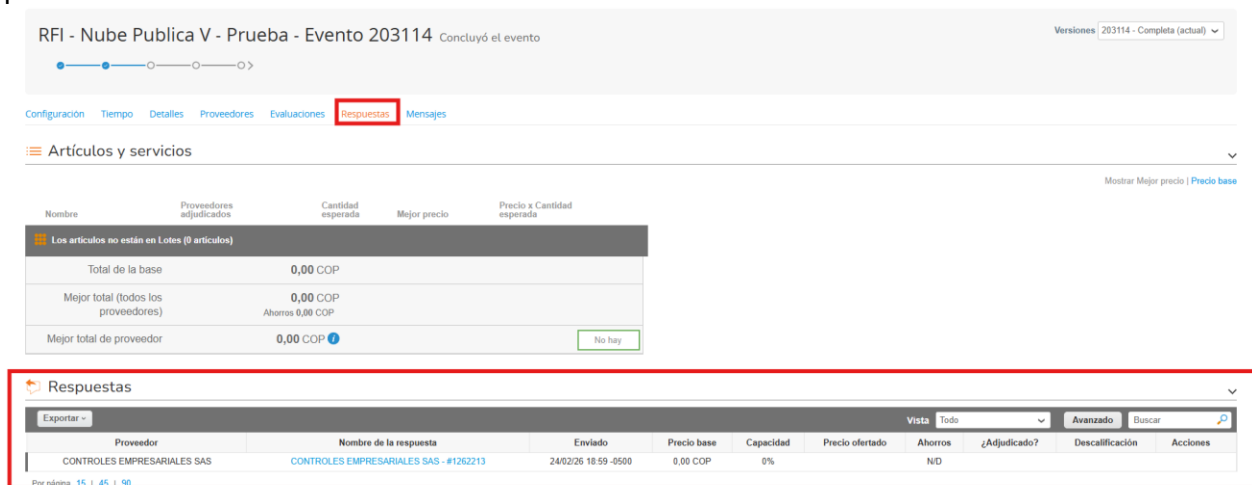 RFI - Nube Publica V - Prueba - Evento 203114 Concluyó el evento
Versiones 203114 - Completa (actual)
Configuración Tiempo Detalles Proveedores Evaluaciones Respuestas Mensajes
Artículos y servicios
Mostrar Mejor precio | Precio base
Nombre Proveedores adjudicados Cantidad esperada Mejor precio Precio x Cantidad esperada
Los artículos no están en Lotes (0 artículos)
Total de la base 0,00 COP
Mejor total (todos los proveedores) 0,00 COP
Ahorros 0,00 COP
Mejor total de proveedor 0,00 COP No hay
Respuestas
Exportar Vista Todo Avanzado Buscar
Proveedor Nombre de la respuesta Enviado Precio base Capacidad Precio ofertado Ahorros ¿Adjudicado? Descalificación Acciones
CONTROLES EMPRESARIALES SAS CONTROLES EMPRESARIALES SAS - #1262213 24/02/26 18:59 -0500 0,00 COP 0% N/D
Por página 15 | 45 | 90